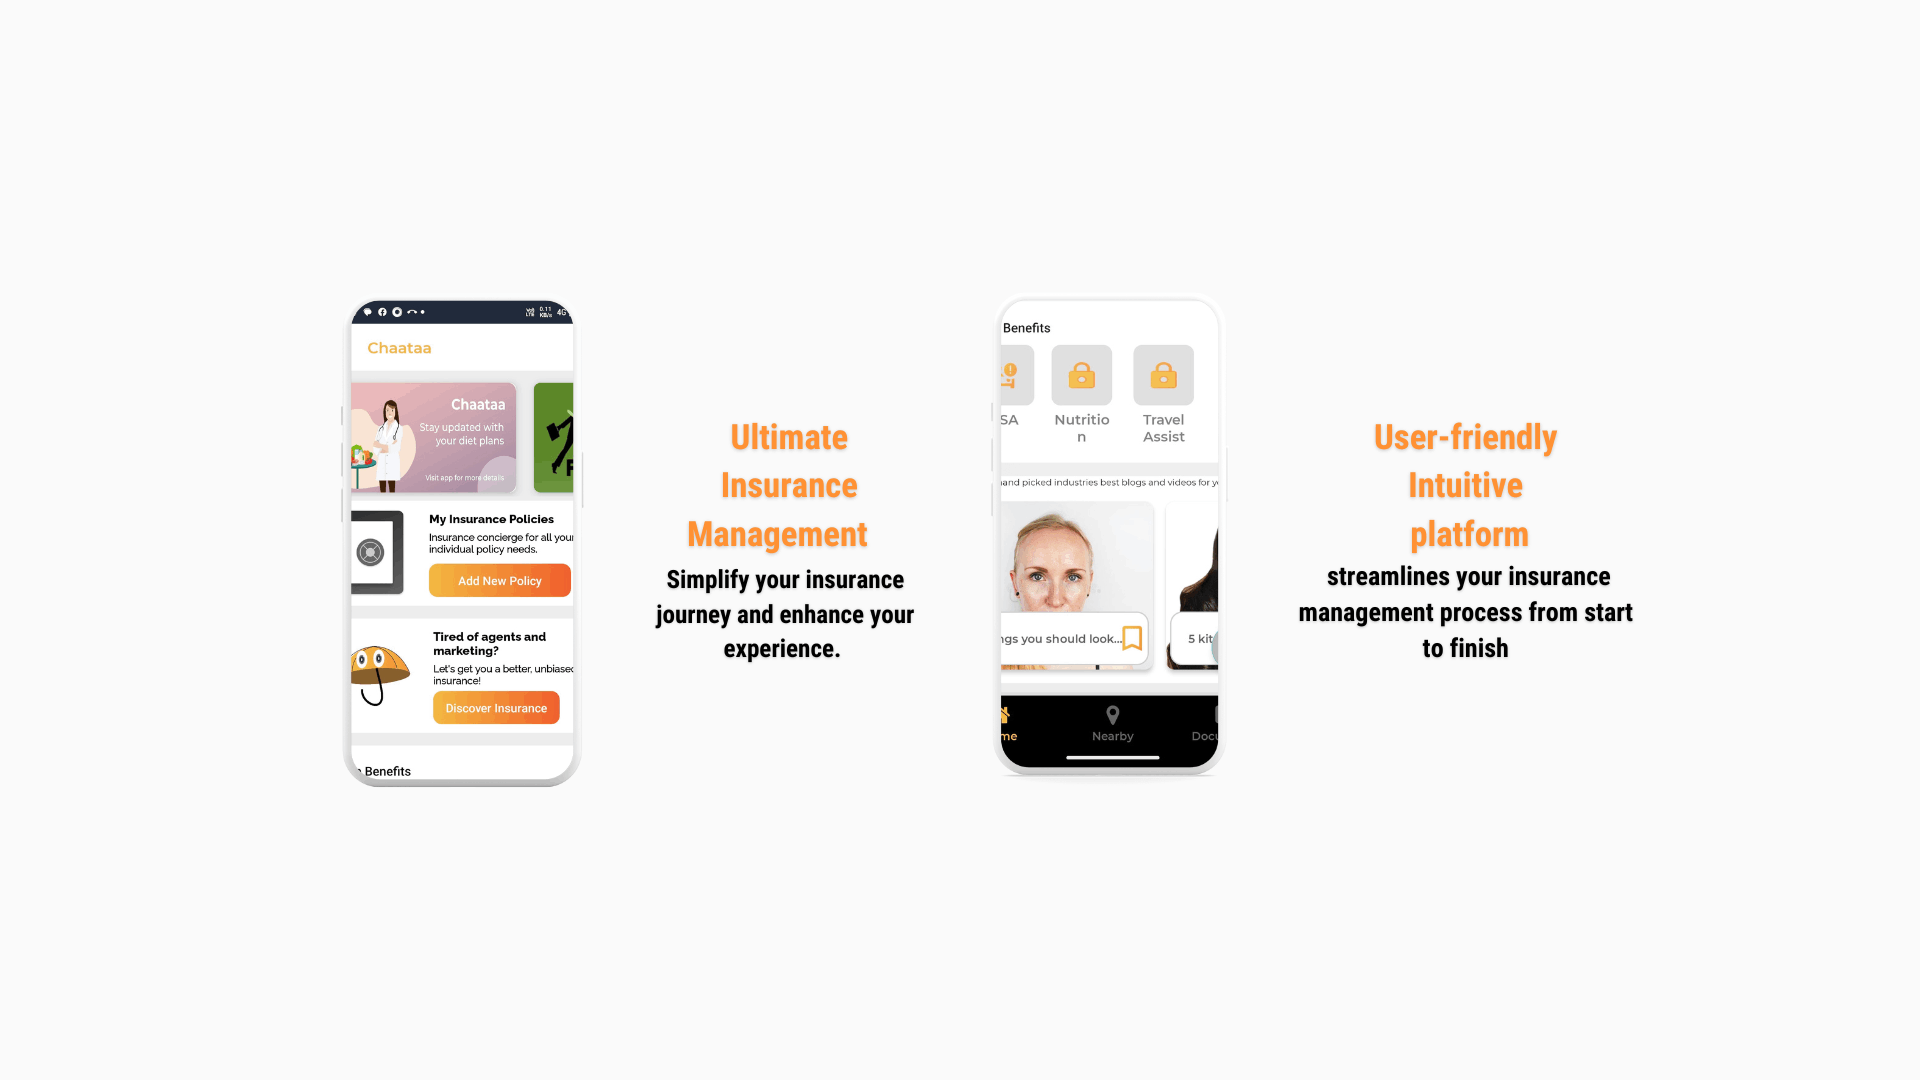 0.11
KB/s
4G
Chaataa
Chaataa
Stay updated with
your diet plans
Visit app for more details
My Insurance Policies
Insurance concierge for all your
individual policy needs.
Add New Policy
Tired of agents and
marketing?
Let's get you a better, unbiased
insurance!
Discover Insurance
Benefits
Ultimate
Insurance
Management
Simplify your insurance
journey and enhance your
experience.
Benefits
SA
Nutritio
n
Travel
Assist
and picked industries best blogs and videos for y
ngs you should look...
5 kit
me
Nearby
Docu
User-friendly
Intuitive
platform
streamlines your insurance
management process from start
to finish